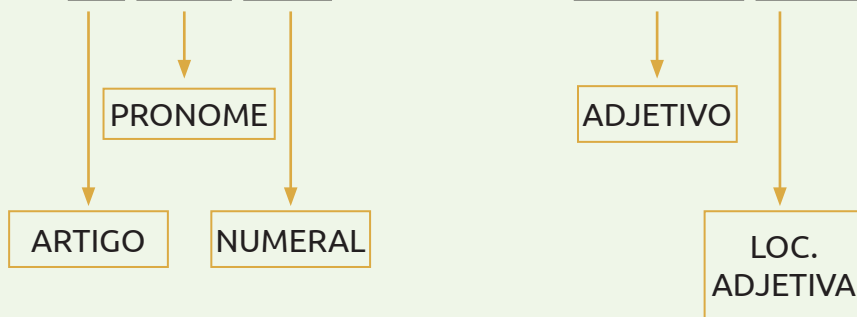 PRONOME
ADJETIVO
ARTIGO
NUMERAL
LOC.
ADJETIVA